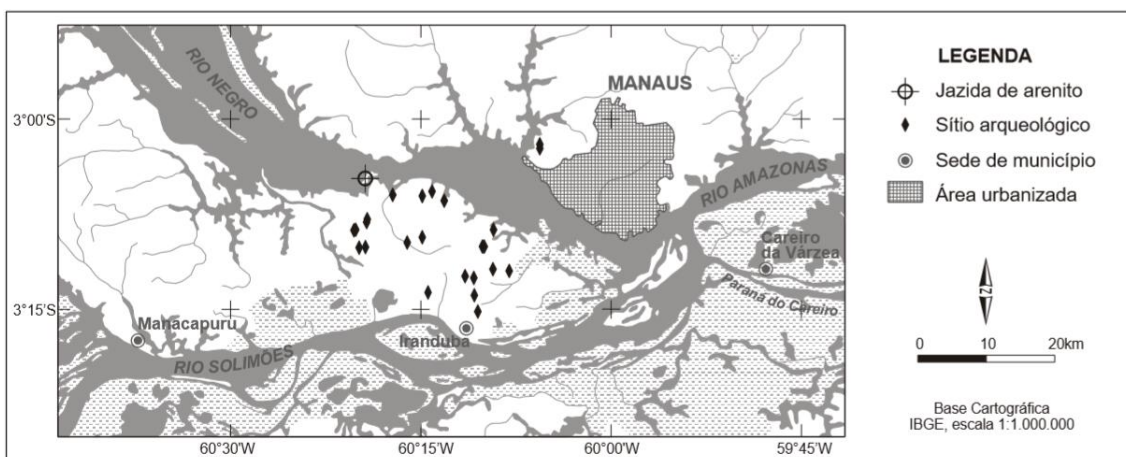 RIO NEGRO
MANAUS
3°00'S
RIO AMAZONAS
Careiro
da Várzea
Paraná do Careiro
3°15'S
Manacapuru
Iranduba
RIO SOLIMÕES
60°30'W
60°15'W
60°00'W
59°45'W
LEGENDA
Jazida de arenito
Sítio arqueológico
Sede de município
Área urbanizada
N
0 10 20km
Base Cartográfica
IBGE, escala 1:1.000.000